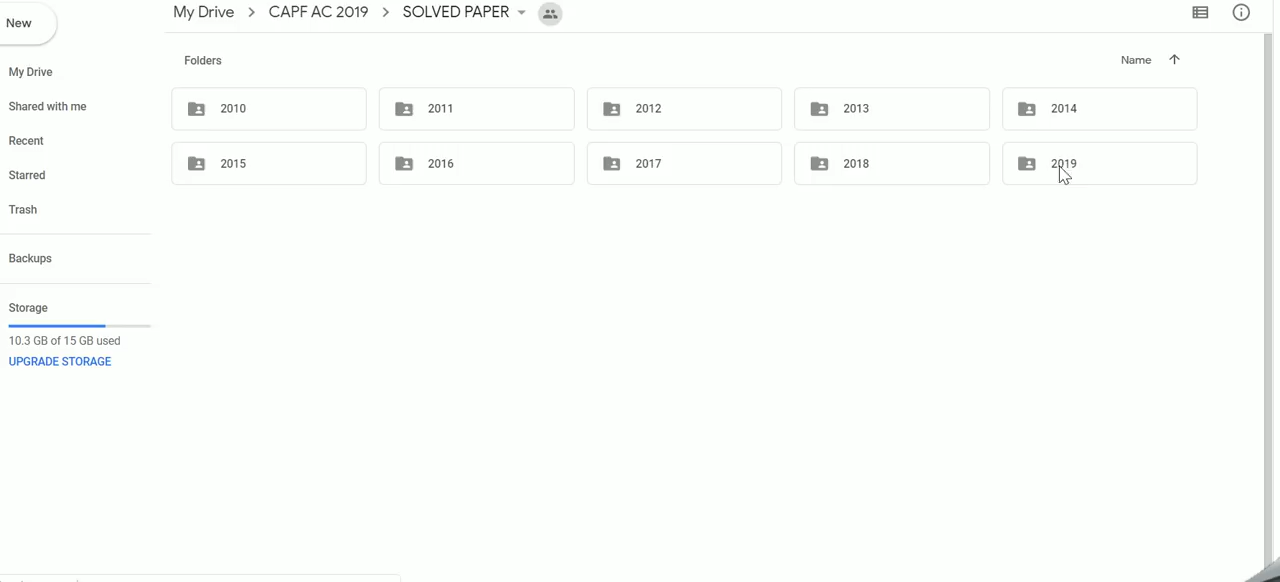 New
My Drive > CAPF AC 2019 > SOLVED PAPER
My Drive
Shared with me
Recent
Starred
Trash
Backups
Storage
10.3 GB of 15 GB used
UPGRADE STORAGE
Folders
Name
2010 2011 2012 2013 2014
2015 2016 2017 2018 2019